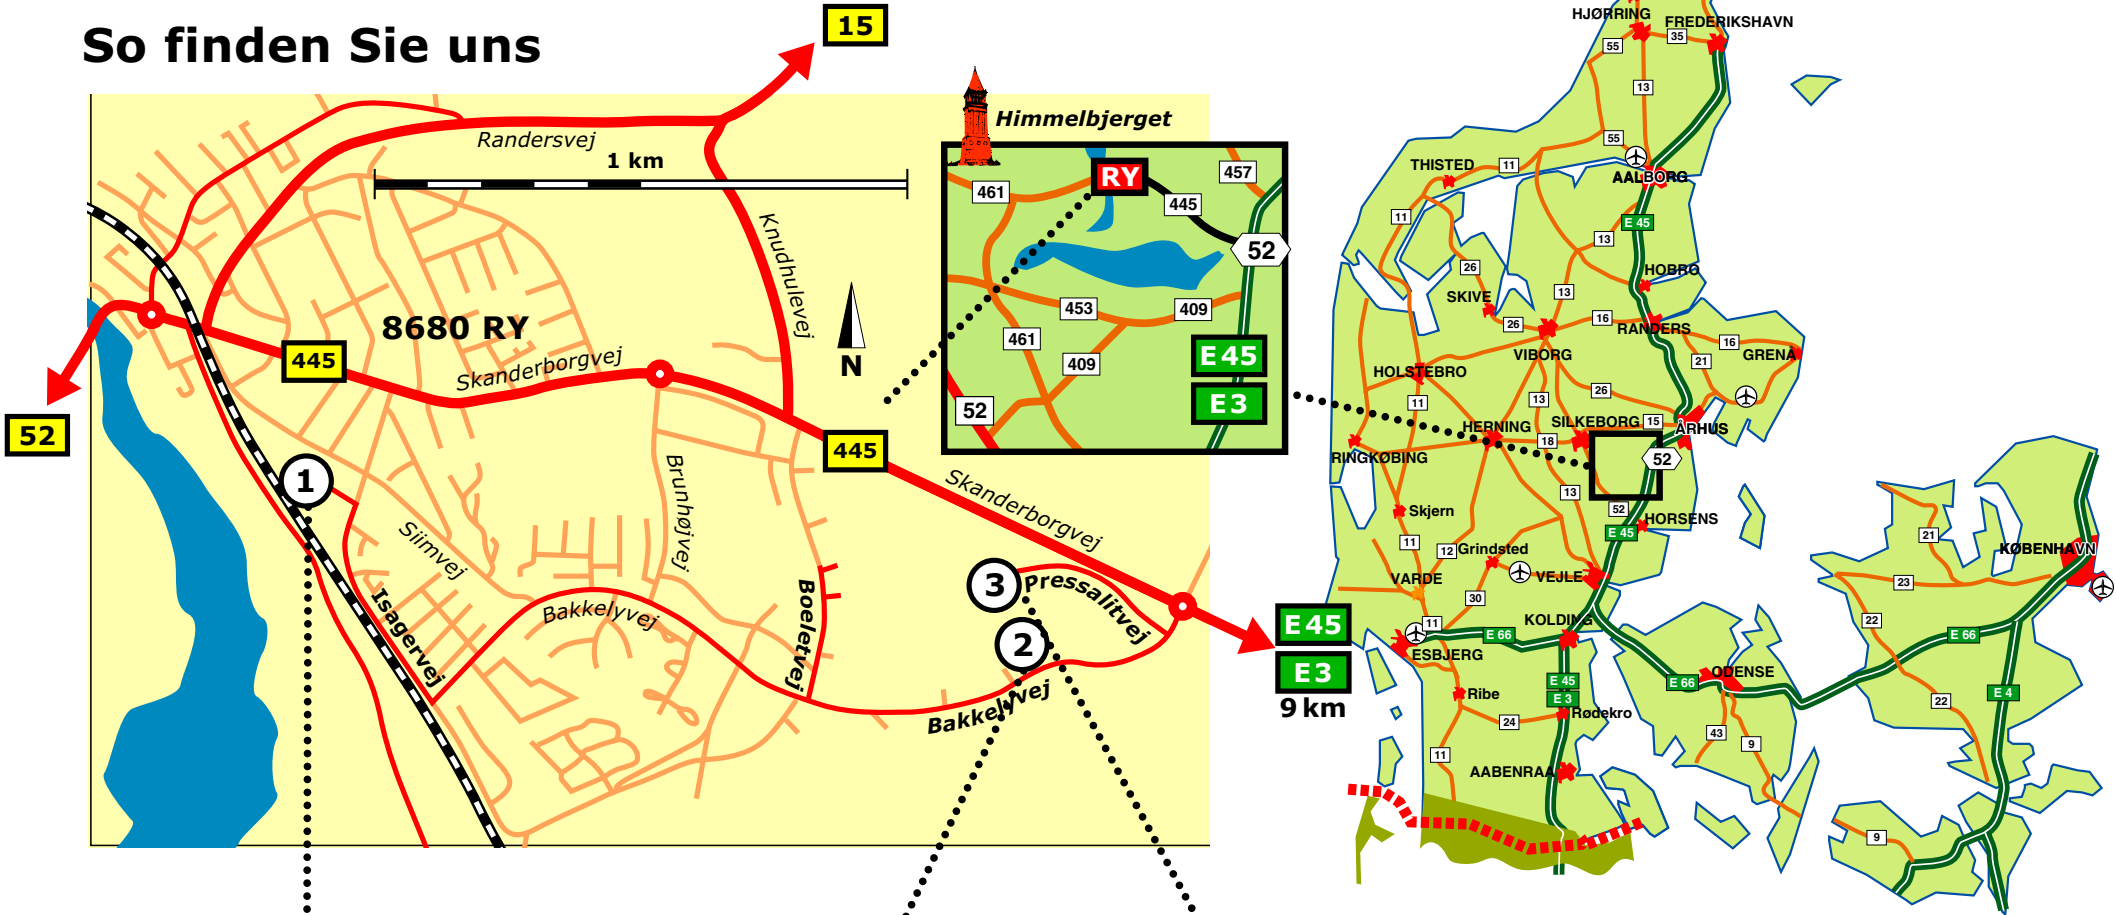 So finden Sie uns
15
Randersvej
1 km
Knudhulevej
8680 RY
445
Skanderborgvej
N
52
445
Skanderborgvej
1
Siimvej
Brunhøjvej
Isagervej
Bakkelyvej
Boeletvej
3
Pressalitvej
2
Bakkelyvej
E 45
E 3
9 km
Himmelbjerget
RY
461
457
445
52
453
409
461
409
E 45
E 3
52
HJØRRING
FREDERIKSHAVN
55
35
13
55
THISTED
11
AALBORG
11
E 45
13
26
HOBRO
SKIVE
13
26
16
RANDERS
16
VIBORG
21
GRENÅ
HOLSTEBRO
26
11
13
HERNING
SILKEBORG
15
ÅRHUS
18
RINGKØBING
52
13
Skjern
52
HORSENS
E 45
11
12
Grindsted
VARDE
VEJLE
30
11
KOLDING
E 66
ESBJERG
E 45
E 3
Ribe
24
Rødekro
11
AABENRAA
ODENSE
E 66
43
9
21
KØBENHAVN
23
22
E 66
22
E 4
9